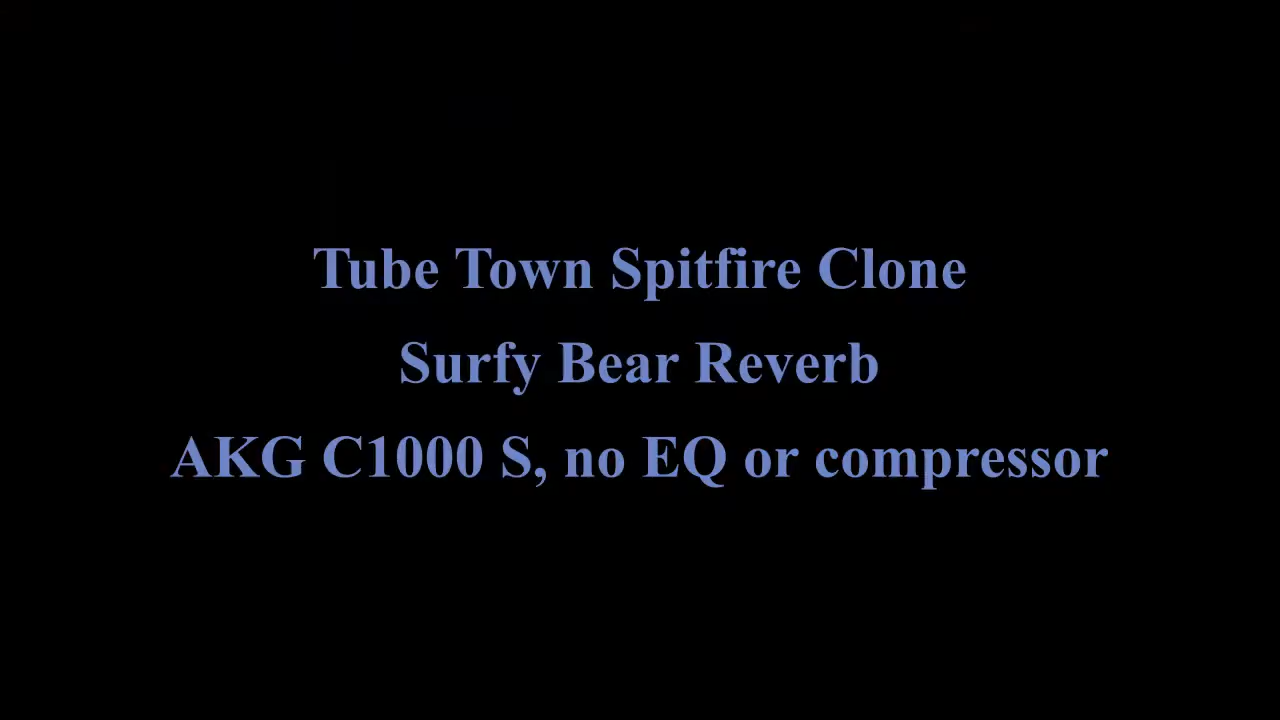 Tube Town Spitfire Clone
Surfy Bear Reverb
AKG C1000 S, no EQ or compressor